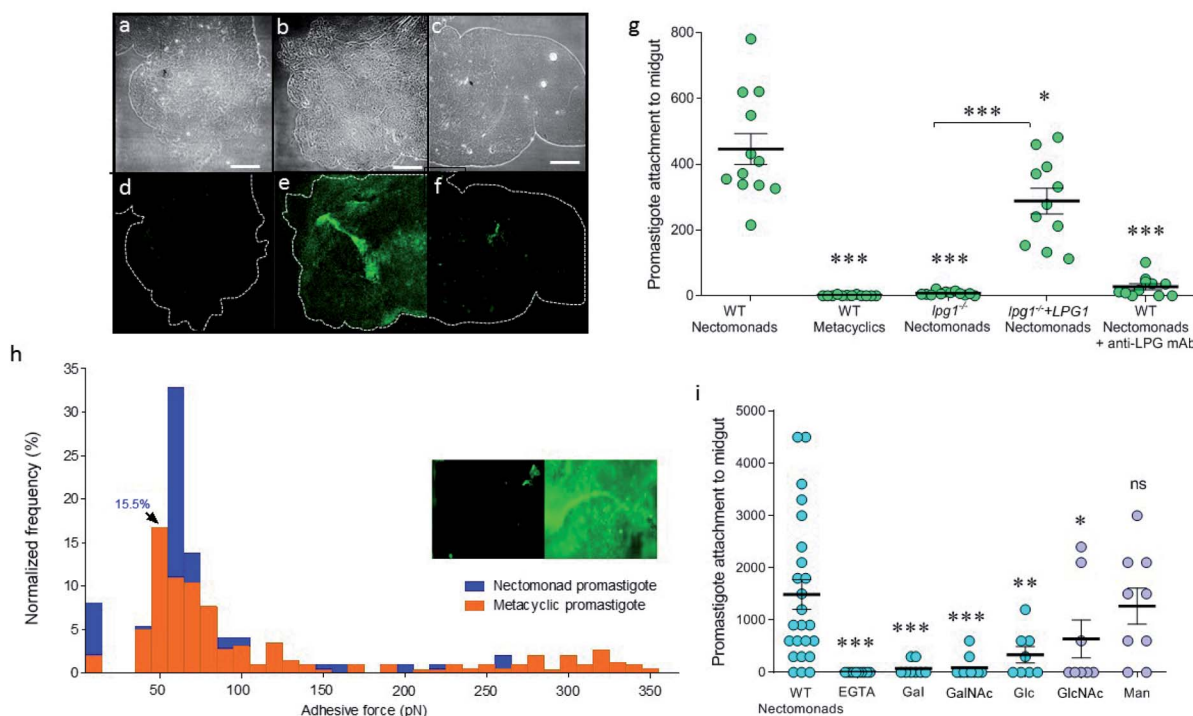 a
b
c
d
e
f
g
Promastigote attachment to midgut
800
600
400
200
0
***
***
***
*
***
WT
Nectomonads
WT
Metacyclics
lpg1-/-
Nectomonads
lpg1-/-+LPG1
Nectomonads
WT
Nectomonads
+ anti-LPG mAb
h
Normalized frequency (%)
35
30
25
20
15
10
5
0
15.5%
Nectomonad promastigote
Metacyclic promastigote
50
100
150
200
250
300
350
Adhesive force (pN)
i
Promastigote attachment to midgut
5000
4000
3000
2000
1000
0
***
***
***
**
*
ns
WT
Nectomonads
EGTA
Gal
GalNAc
Glc
GlcNAc
Man